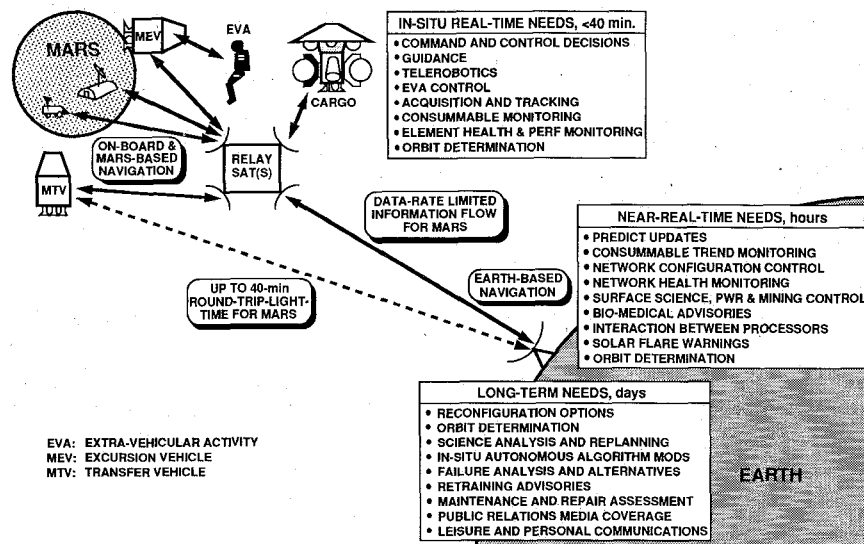 MARS
MEV
EVA
CARGO
IN-SITU REAL-TIME NEEDS, <40 min.
• COMMAND AND CONTROL DECISIONS
• GUIDANCE
• TELEROBOTICS
• EVA CONTROL
• ACQUISITION AND TRACKING
• CONSUMMABLE MONITORING
• ELEMENT HEALTH & PERF MONITORING
• ORBIT DETERMINATION
ON-BOARD &
MARS-BASED
NAVIGATION
RELAY
SAT(S)
MTV
DATA-RATE LIMITED
INFORMATION FLOW
FOR MARS
UP TO 40-min
ROUND-TRIP-LIGHT-
TIME FOR MARS
EARTH-BASED
NAVIGATION
NEAR-REAL-TIME NEEDS, hours
• PREDICT UPDATES
• CONSUMMABLE TREND MONITORING
• NETWORK CONFIGURATION CONTROL
• NETWORK HEALTH MONITORING
• SURFACE SCIENCE, PWR & MINING CONTROL
• BIO-MEDICAL ADVISORIES
• INTERACTION BETWEEN PROCESSORS
• SOLAR FLARE WARNINGS
• ORBIT DETERMINATION
LONG-TERM NEEDS, days
• RECONFIGURATION OPTIONS
• ORBIT DETERMINATION
• SCIENCE ANALYSIS AND REPLANNING
• IN-SITU AUTONOMOUS ALGORITHM MODS
• FAILURE ANALYSIS AND ALTERNATIVES
• RETRAINING ADVISORIES
• MAINTENANCE AND REPAIR ASSESSMENT
• PUBLIC RELATIONS MEDIA COVERAGE
• LEISURE AND PERSONAL COMMUNICATIONS
EARTH
EVA: EXTRA-VEHICULAR ACTIVITY
MEV: EXCURSION VEHICLE
MTV: TRANSFER VEHICLE